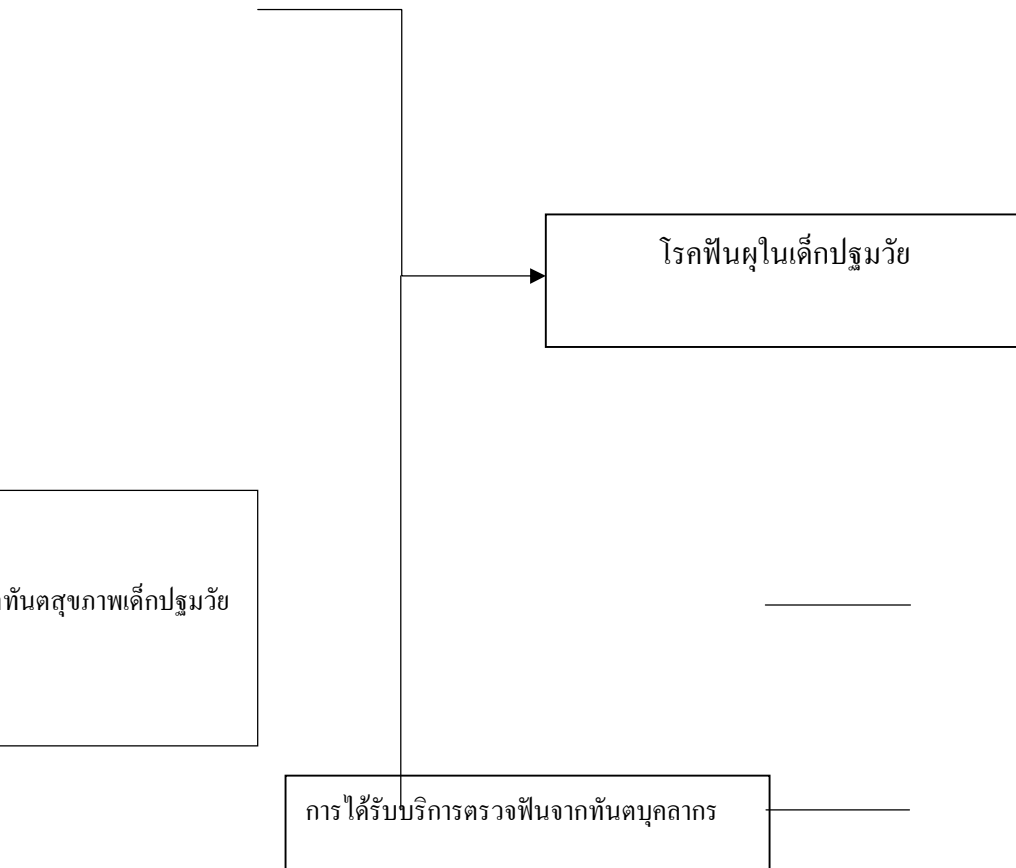 โรคฟันผุในเด็กปฐมวัย
ทันตสุขภาพเด็กปฐมวัย
การได้รับบริการตรวจฟันจากทันตบุคลากร